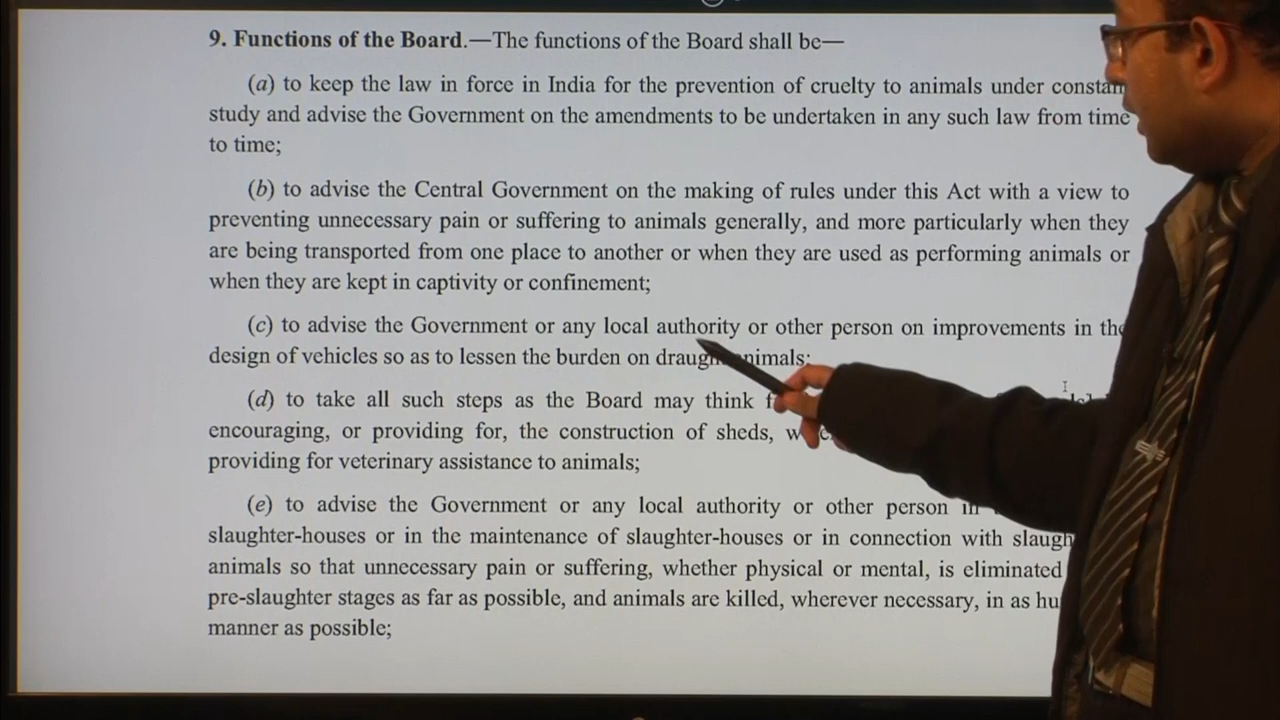 9. Functions of the Board.—The functions of the Board shall be—
(a) to keep the law in force in India for the prevention of cruelty to animals under constan
study and advise the Government on the amendments to be undertaken in any such law from time
to time;
(b) to advise the Central Government on the making of rules under this Act with a view to
preventing unnecessary pain or suffering to animals generally, and more particularly when they
are being transported from one place to another or when they are used as performing animals or
when they are kept in captivity or confinement;
(c) to advise the Government or any local authority or other person on improvements in the
design of vehicles so as to lessen the burden on draugh animals;
(d) to take all such steps as the Board may think
encouraging, or providing for, the construction of sheds,
providing for veterinary assistance to animals;
(e) to advise the Government or any local authority or other person in
slaughter-houses or in the maintenance of slaughter-houses or in connection with slaugh
animals so that unnecessary pain or suffering, whether physical or mental, is eliminated
pre-slaughter stages as far as possible, and animals are killed, wherever necessary, in as hu
manner as possible;